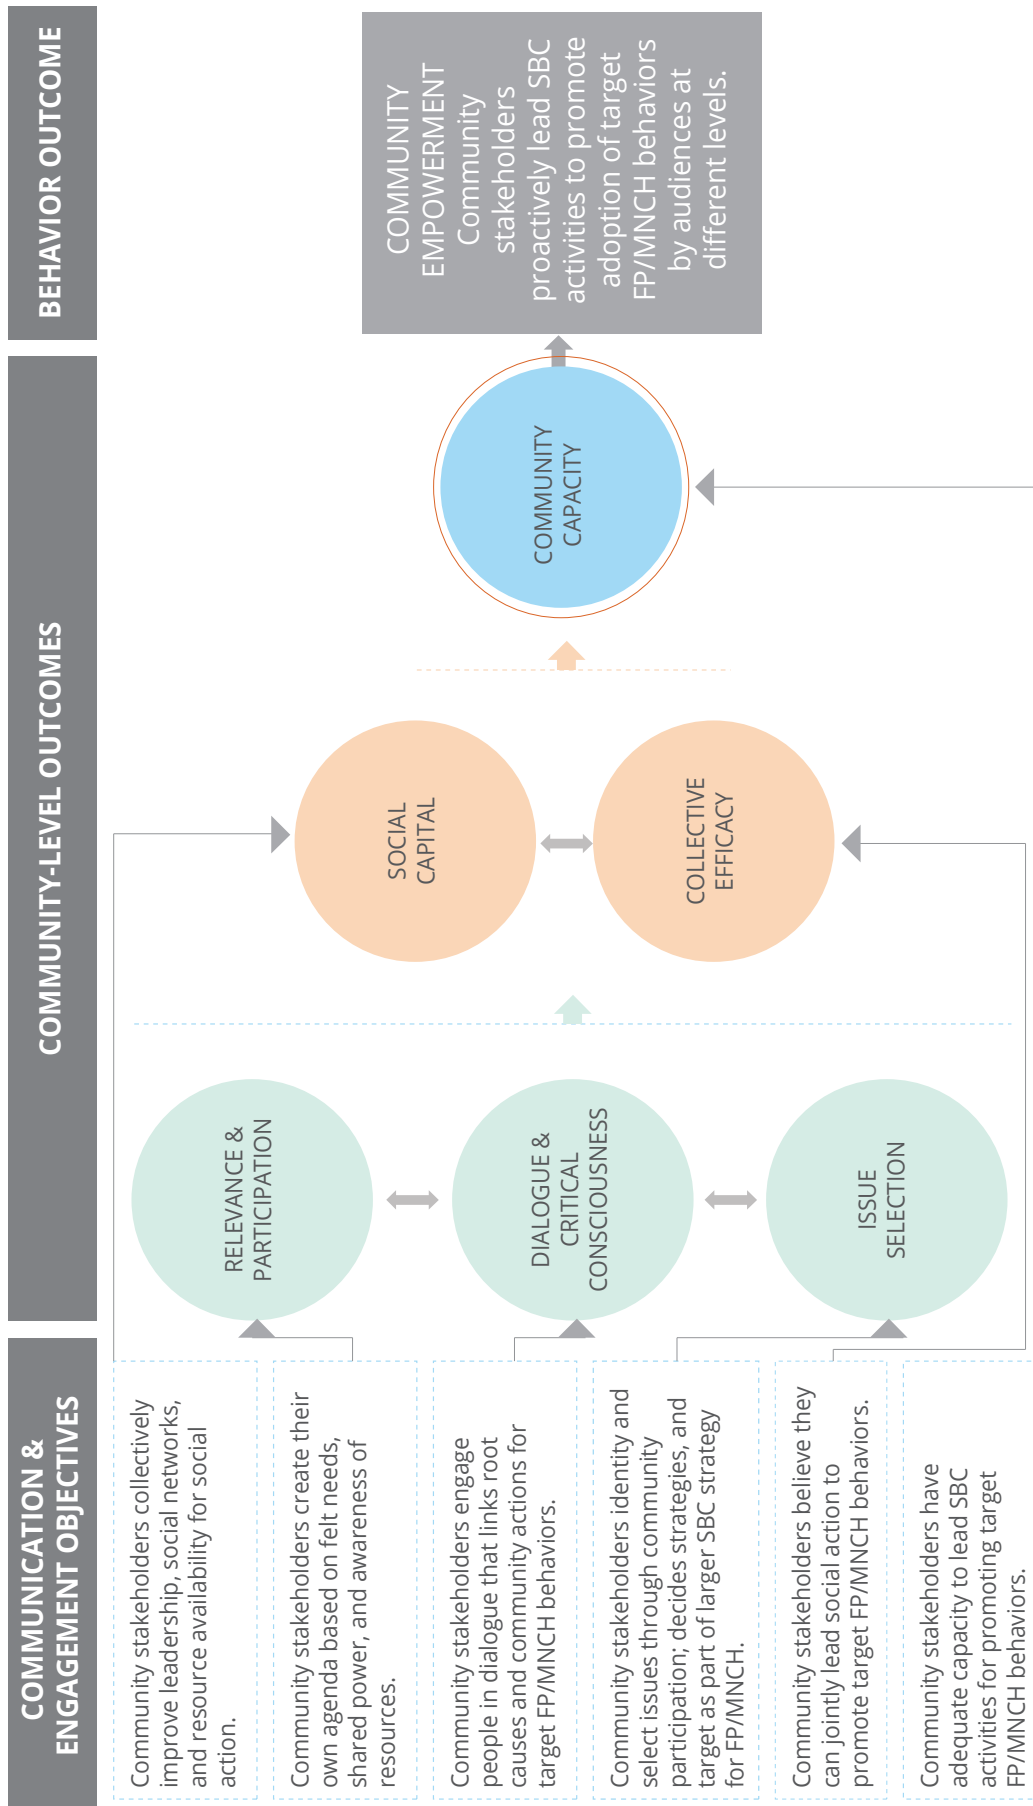 COMMUNICATION &
ENGAGEMENT OBJECTIVES
COMMUNITY-LEVEL OUTCOMES
BEHAVIOR OUTCOME
Community stakeholders collectively
improve leadership, social networks,
and resource availability for social
action.
Community stakeholders create their
own agenda based on felt needs,
shared power, and awareness of
resources.
Community stakeholders engage
people in dialogue that links root
causes and community actions for
target FP/MNCH behaviors.
Community stakeholders identity and
select issues through community
participation; decides strategies, and
target as part of larger SBC strategy
for FP/MNCH.
Community stakeholders believe they
can jointly lead social action to
promote target FP/MNCH behaviors.
Community stakeholders have
adequate capacity to lead SBC
activities for promoting target
FP/MNCH behaviors.
RELEVANCE &
PARTICIPATION
DIALOGUE &
CRITICAL
CONSCIOUSNESS
ISSUE
SELECTION
SOCIAL
CAPITAL
COLLECTIVE
EFFICACY
COMMUNITY
CAPACITY
COMMUNITY
EMPOWERMENT
Community
stakeholders
proactively lead SBC
activities to promote
adoption of target
FP/MNCH behaviors
by audiences at
different levels.